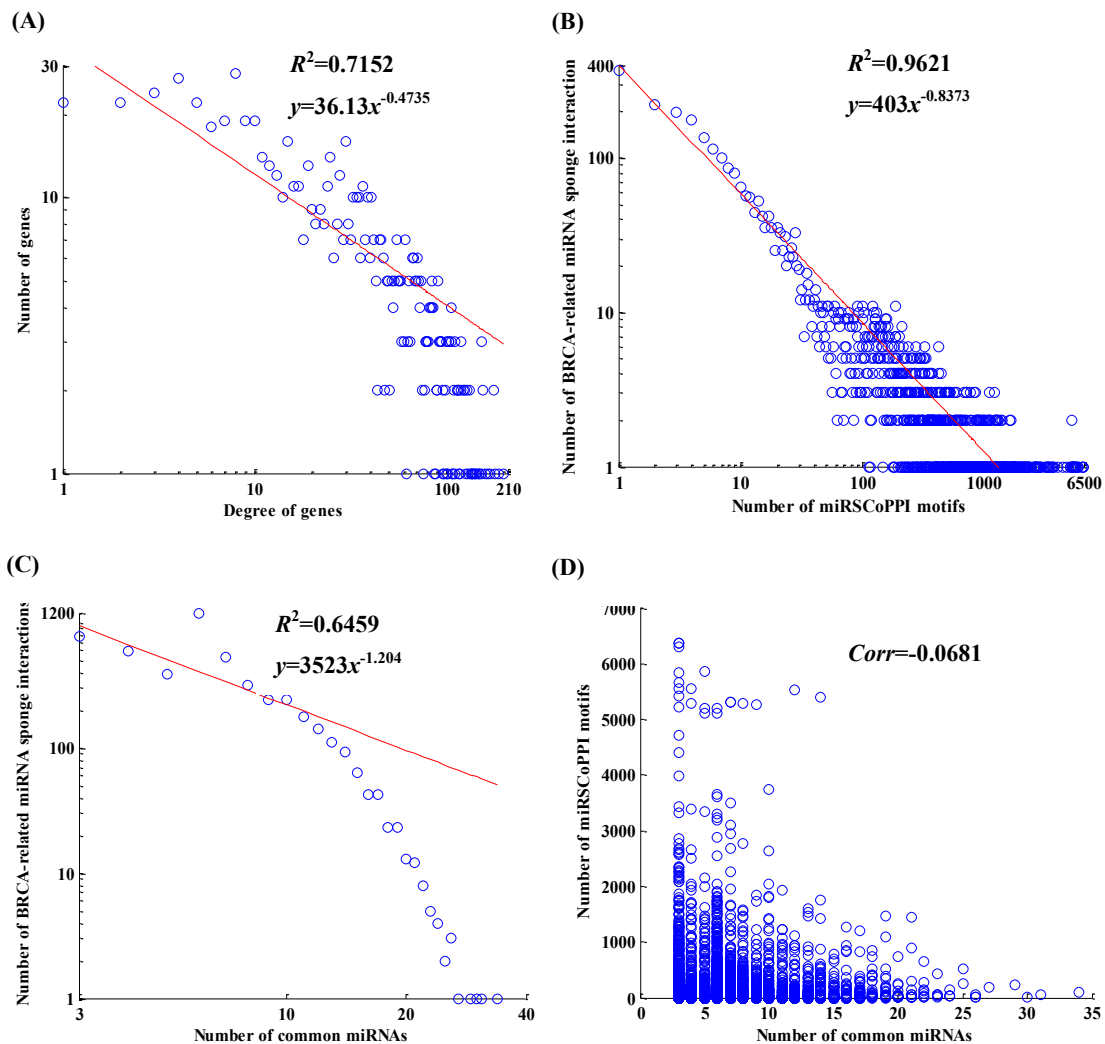 (A)
R²=0.7152
y=36.13x^-0.4735
30
10
1
1
10
100
210
Number of genes
Degree of genes
(B)
R²=0.9621
y=403x^-0.8373
400
100
10
1
1
10
100
1000
6500
Number of BRCA-related miRNA sponge interaction
Number of miRSCoPPI motifs
(C)
R²=0.6459
y=3523x^-1.204
1200
100
10
1
3
10
20
40
Number of BRCA-related miRNA sponge interactions
Number of common miRNAs
(D)
Corr=-0.0681
7000
6000
5000
4000
3000
2000
1000
0
0
5
10
15
20
25
30
35
Number of miRSCoPPI motifs
Number of common miRNAs